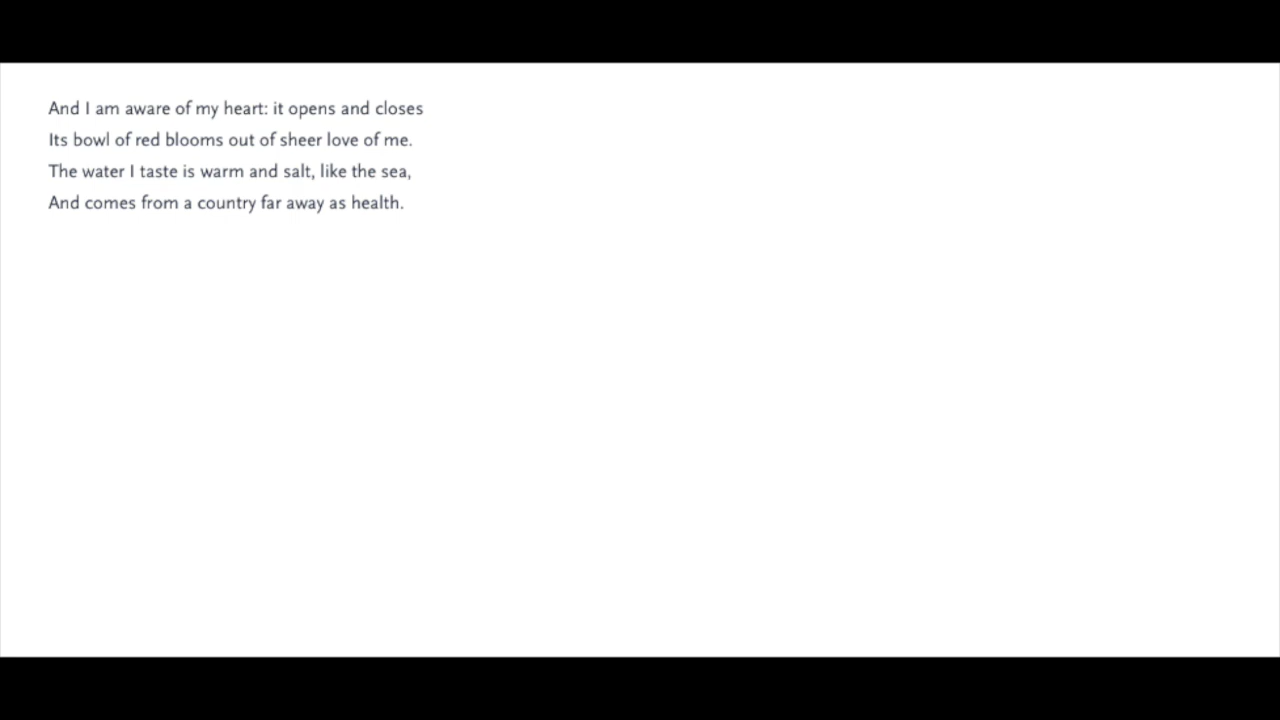 And I am aware of my heart: it opens and closes
Its bowl of red blooms out of sheer love of me.
The water I taste is warm and salt, like the sea,
And comes from a country far away as health.